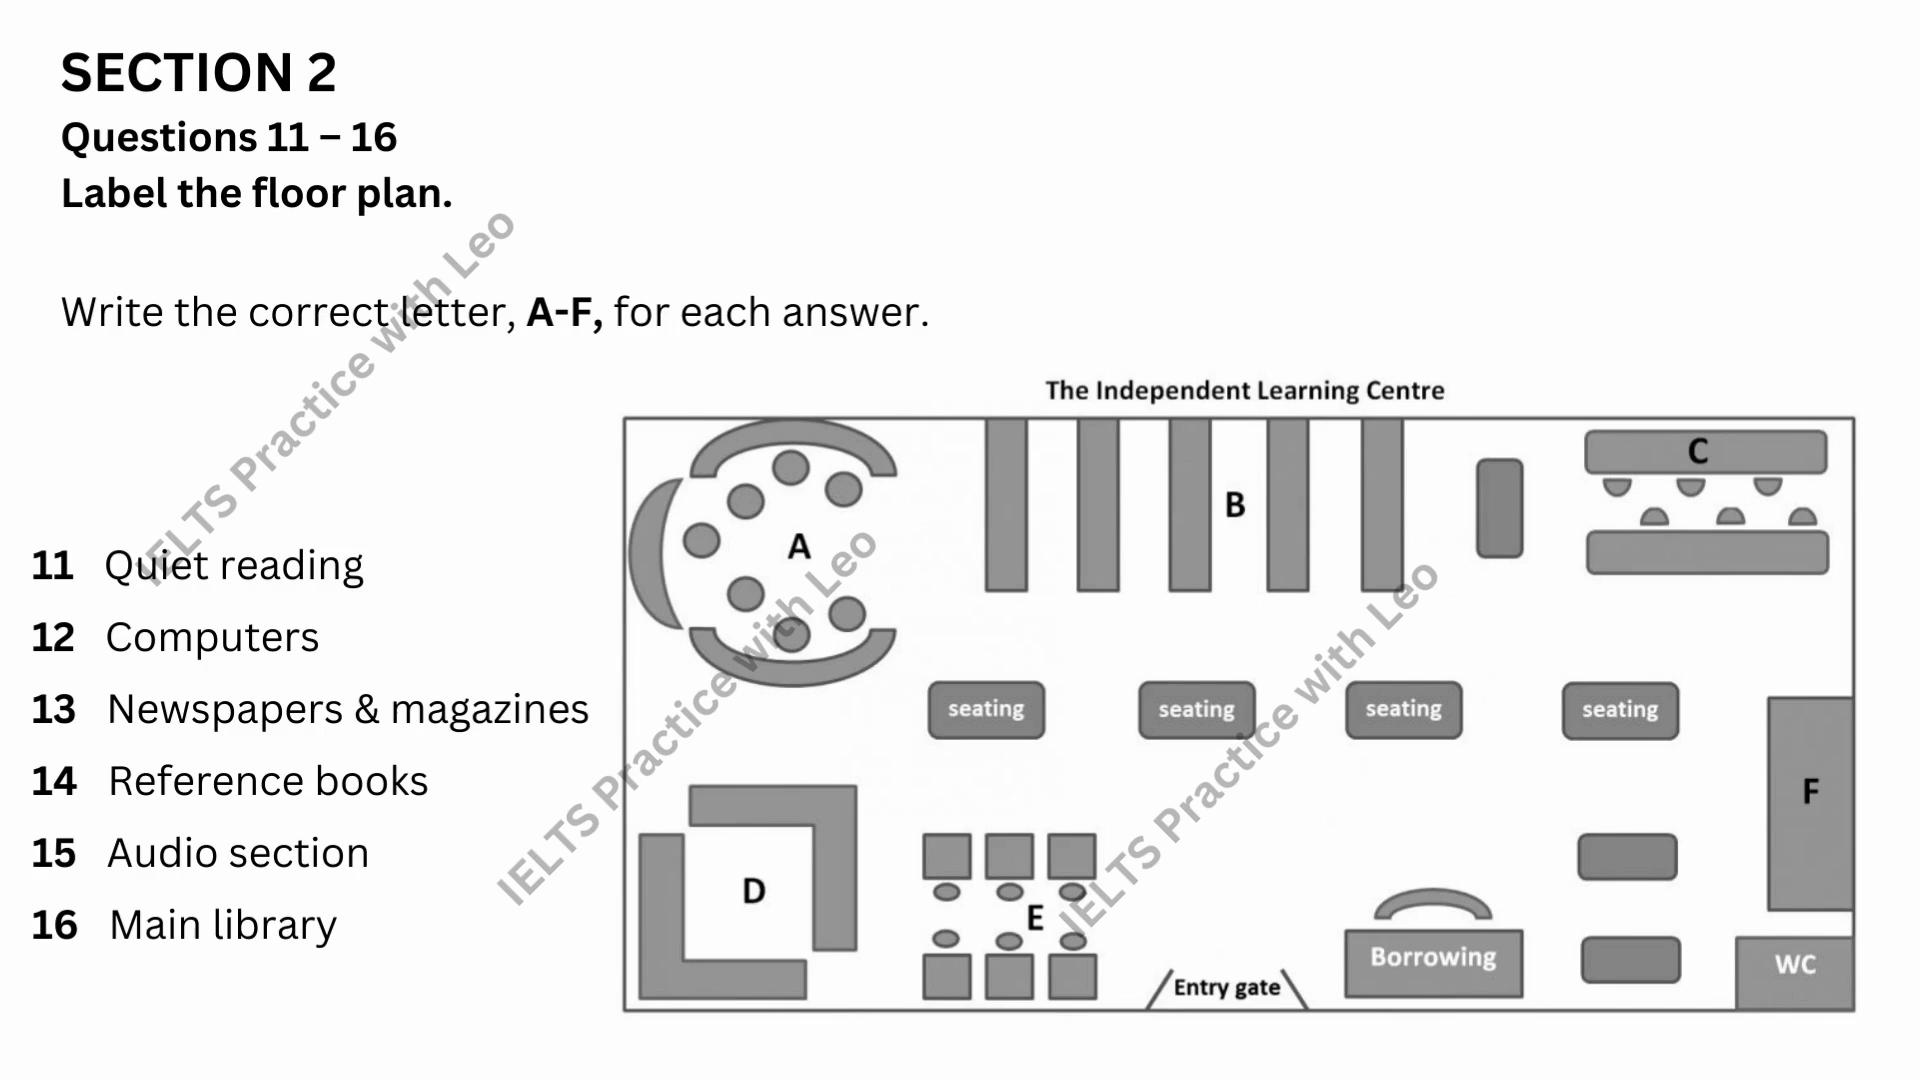 SECTION 2
Questions 11 – 16
Label the floor plan.
Write the correct letter, A-F, for each answer.
The Independent Learning Centre
11 Quiet reading
12 Computers
13 Newspapers & magazines
14 Reference books
15 Audio section
16 Main library
A
B
C
seating
seating
seating
seating
D
E
F
Borrowing
WC
Entry gate
IELTS Practice with Leo
IELTS Practice with Leo
IELTS Practice with Leo